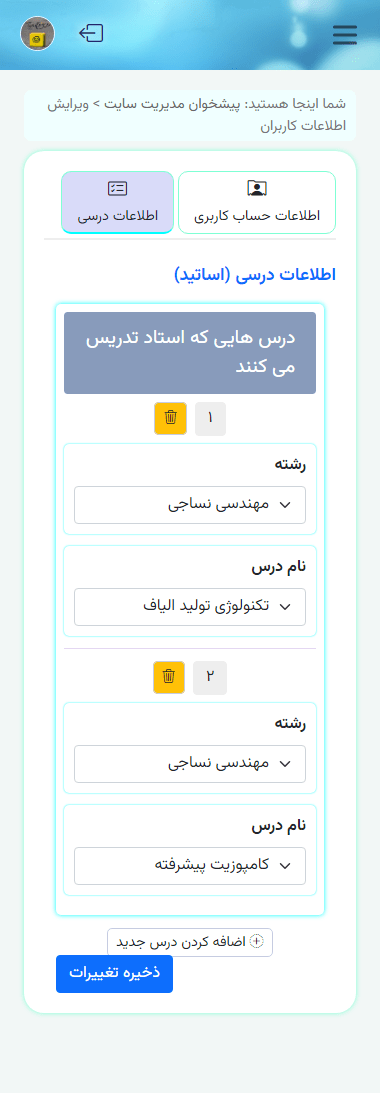 شما اینجا هستید: پیشخوان مدیریت سایت > ویرایش
اطلاعات کاربران
اطلاعات حساب کاربری
اطلاعات درسی
اطلاعات درسی (اساتید)
درس هایی که استاد تدریس
می کنند
۱
رشته
مهندسی نساجی
نام درس
تکنولوژی تولید الیاف
۲
رشته
مهندسی نساجی
نام درس
کامپوزیت پیشرفته
اضافه کردن درس جدید
ذخیره تغییرات